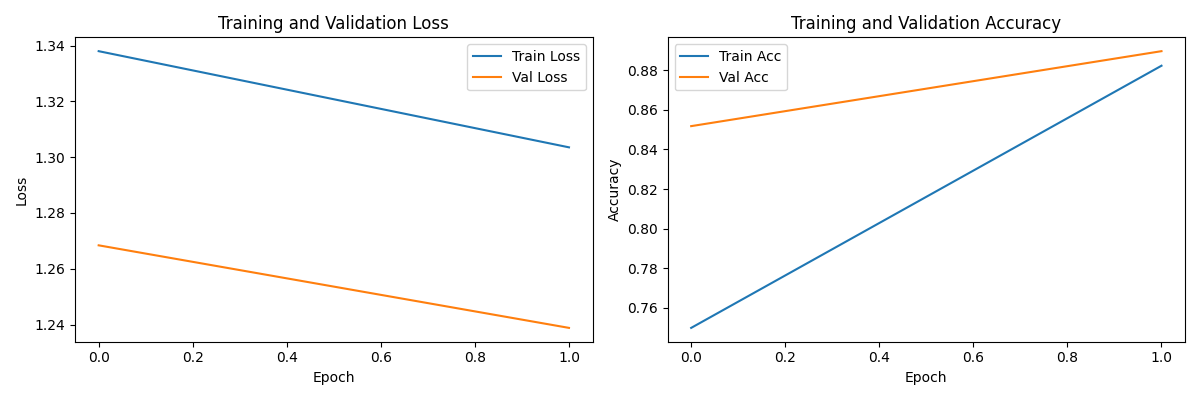 Training and Validation Loss
1.34
1.32
1.30
1.28
1.26
1.24
Loss
Train Loss
Val Loss
0.0 0.2 0.4 0.6 0.8 1.0
Epoch
Training and Validation Accuracy
0.88
0.86
0.84
0.82
0.80
0.78
0.76
Accuracy
Train Acc
Val Acc
0.0 0.2 0.4 0.6 0.8 1.0
Epoch